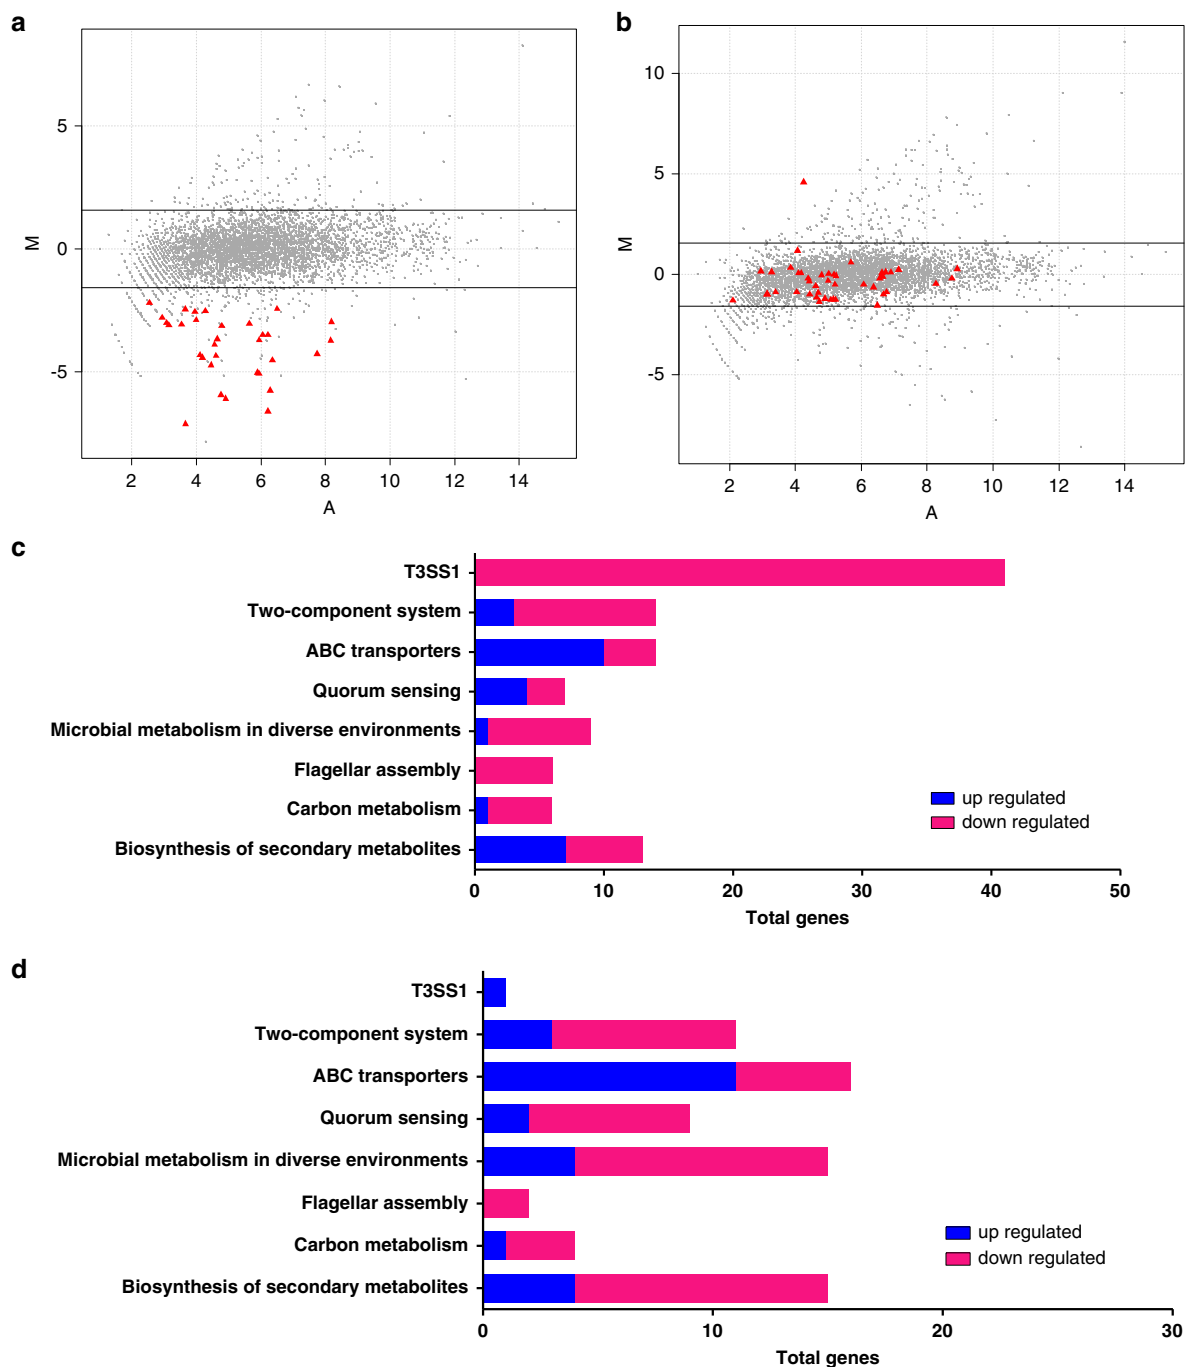 a
5
0
-5
M
2 4 6 8 10 12 14
A
b
10
5
0
-5
M
2 4 6 8 10 12 14
A
c
T3SS1
Two-component system
ABC transporters
Quorum sensing
Microbial metabolism in diverse environments
Flagellar assembly
Carbon metabolism
Biosynthesis of secondary metabolites
up regulated
down regulated
0 10 20 30 40 50
Total genes
d
T3SS1
Two-component system
ABC transporters
Quorum sensing
Microbial metabolism in diverse environments
Flagellar assembly
Carbon metabolism
Biosynthesis of secondary metabolites
up regulated
down regulated
0 10 20 30
Total genes